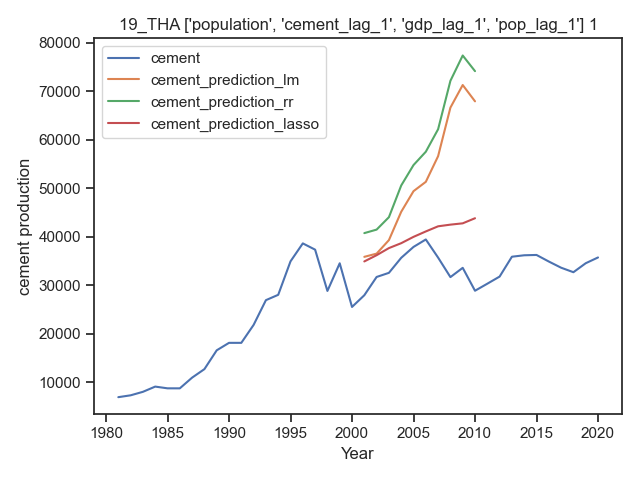 19_THA ['population', 'cement_lag_1', 'gdp_lag_1', 'pop_lag_1'] 1
80000
70000
60000
50000
40000
30000
20000
10000
cement production
cement
cement_prediction_lm
cement_prediction_rr
cement_prediction_lasso
1980 1985 1990 1995 2000 2005 2010 2015 2020
Year